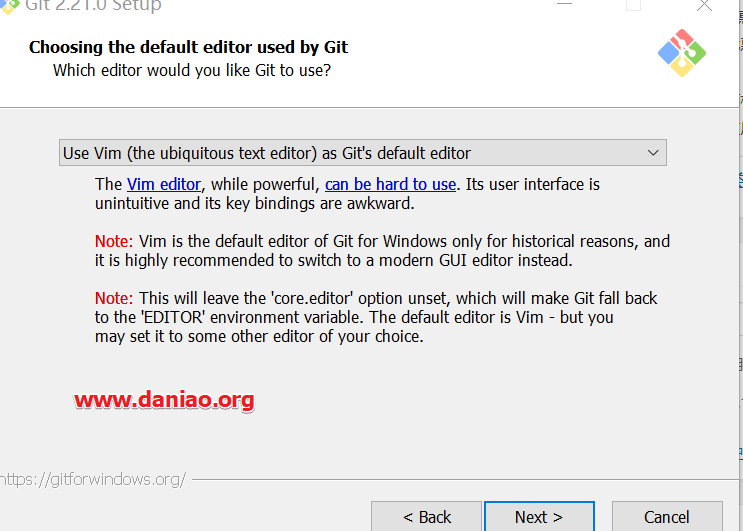 Git 2.21.0 Setup
Choosing the default editor used by Git
Which editor would you like Git to use?
Use Vim (the ubiquitous text editor) as Git's default editor
The Vim editor, while powerful, can be hard to use. Its user interface is
unintuitive and its key bindings are awkward.
Note: Vim is the default editor of Git for Windows only for historical reasons, and
it is highly recommended to switch to a modern GUI editor instead.
Note: This will leave the 'core.editor' option unset, which will make Git fall back
to the 'EDITOR' environment variable. The default editor is Vim - but you
may set it to some other editor of your choice.
www.daniao.org
https://gitforwindows.org/
< Back
Next >
Cancel